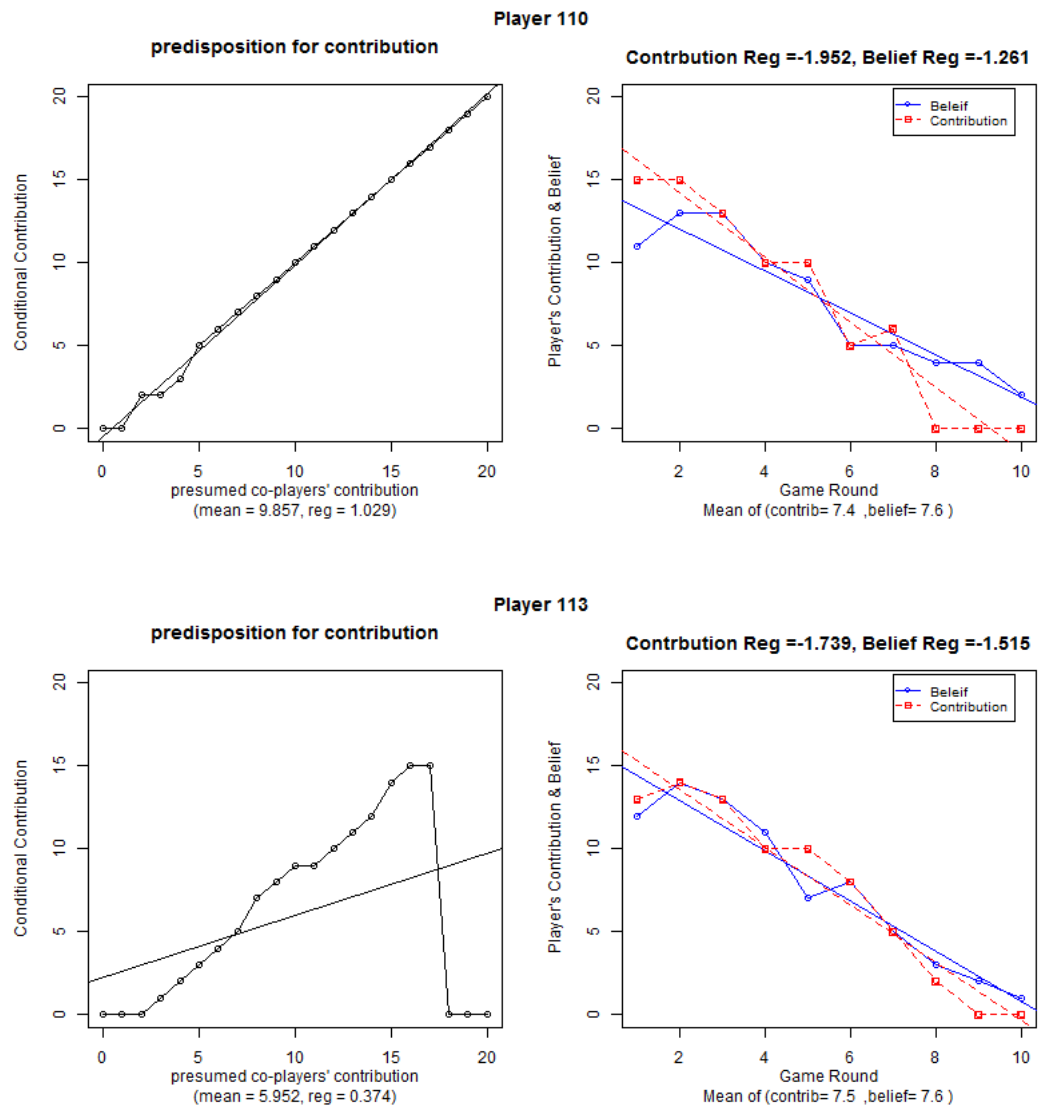 Player 110
predisposition for contribution
Contrbution Reg =-1.952, Belief Reg =-1.261
Conditional Contribution
0
5
10
15
20
0
5
10
15
20
presumed co-players' contribution
(mean = 9.857, reg = 1.029)
Player's Contribution & Belief
0
5
10
15
20
Beleif
Contribution
2
4
6
8
10
Game Round
Mean of (contrib= 7.4 ,belief= 7.6 )
Player 113
predisposition for contribution
Contrbution Reg =-1.739, Belief Reg =-1.515
Conditional Contribution
0
5
10
15
20
0
5
10
15
20
presumed co-players' contribution
(mean = 5.952, reg = 0.374)
Player's Contribution & Belief
0
5
10
15
20
Beleif
Contribution
2
4
6
8
10
Game Round
Mean of (contrib= 7.5 ,belief= 7.6 )